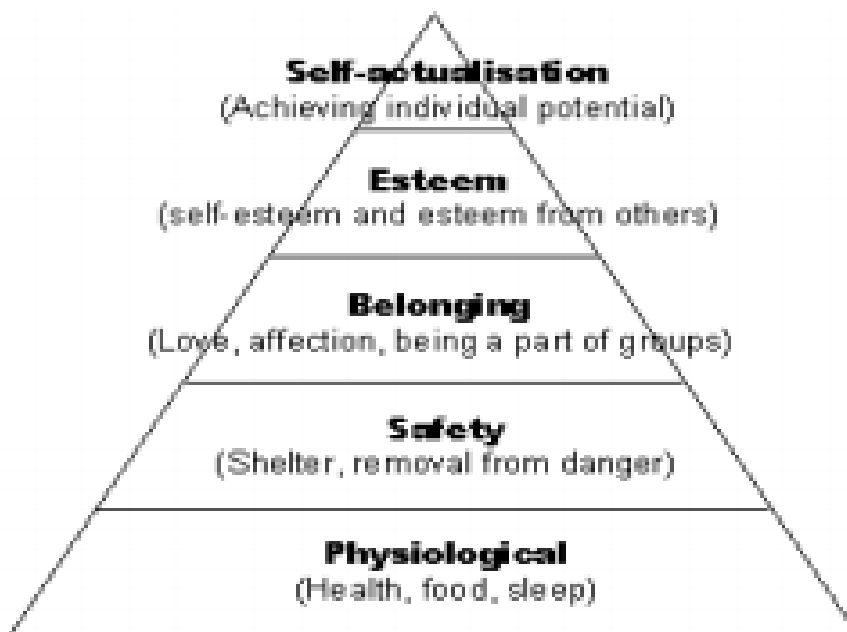 Self-actualisation
(Achieving individual potential)
Esteem
(self-esteem and esteem from others)
Belonging
(Love, affection, being a part of groups)
Safety
(Shelter, removal from danger)
Physiological
(Health, food, sleep)